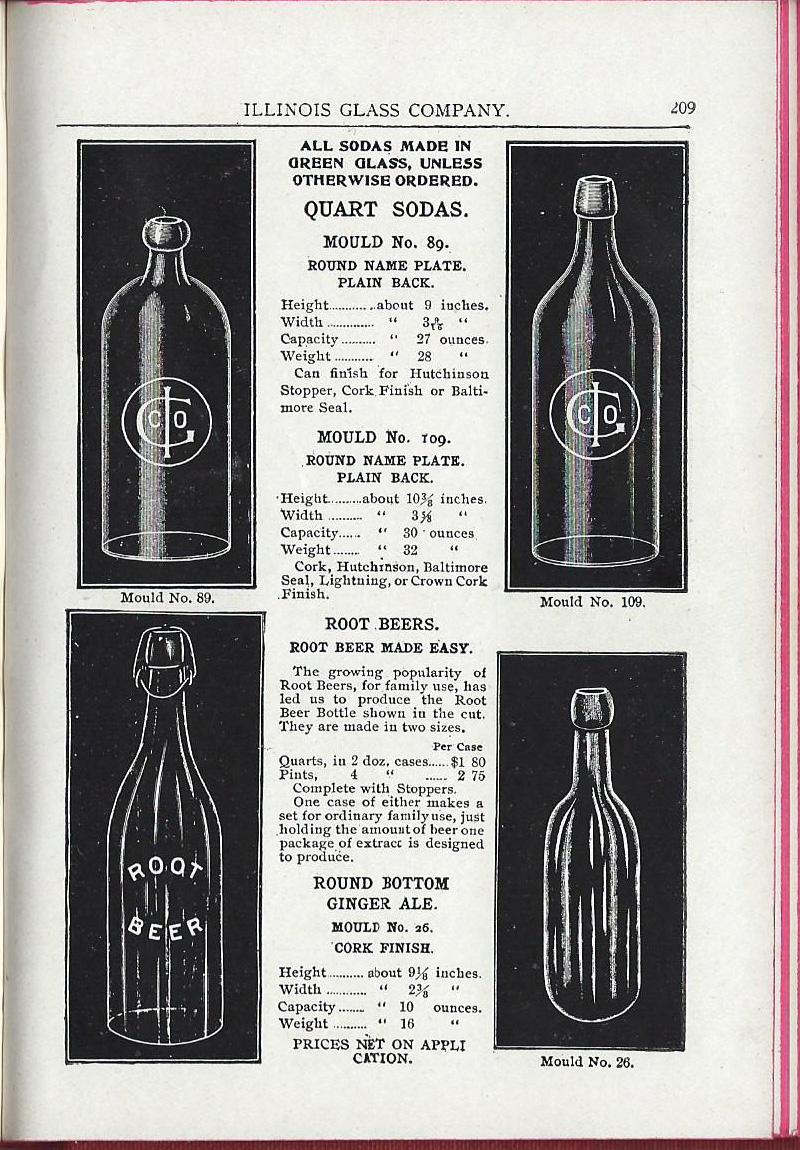 ILLINOIS GLASS COMPANY. 209
ALL SODAS MADE IN
GREEN GLASS, UNLESS
OTHERWISE ORDERED.
QUART SODAS.
MOULD No. 89.
ROUND NAME PLATE.
PLAIN BACK.
Height............about 9 inches.
Width ............. “
Capacity.......... “ 27 ounces.
Weight........... “ 28 “
Can finish for Hutchinson
Stopper, Cork Finish or Balti-
more Seal.
MOULD No. 109.
ROUND NAME PLATE.
PLAIN BACK.
Height.........about 10⅜ inches.
Width .......... “ “
Capacity...... “ 30 ounces
Weight........ “ 32 “
Cork, Hutchinson, Baltimore
Seal, Lightning, or Crown Cork
Finish.
Mould No. 89.
Mould No. 109.
ROOT BEERS.
ROOT BEER MADE EASY.
The growing popularity of
Root Beers, for family use, has
led us to produce the Root
Beer Bottle shown in the cut.
They are made in two sizes.
Per Case
Quarts, in 2 doz. cases......$1 80
Pints, 4 “ ...... 2 75
Complete with Stoppers.
One case of either makes a
set for ordinary family use, just
holding the amount of beer one
package of extract is designed
to produce.
ROUND BOTTOM
GINGER ALE.
MOULD No. 26.
CORK FINISH.
Height........... about 9⅛ inches.
Width ............ “ 2⅜ “
Capacity........ “ 10 ounces.
Weight .......... “ 16 “
PRICES NET ON APPLI
CATION.
ROOT
BEER
Mould No. 26.